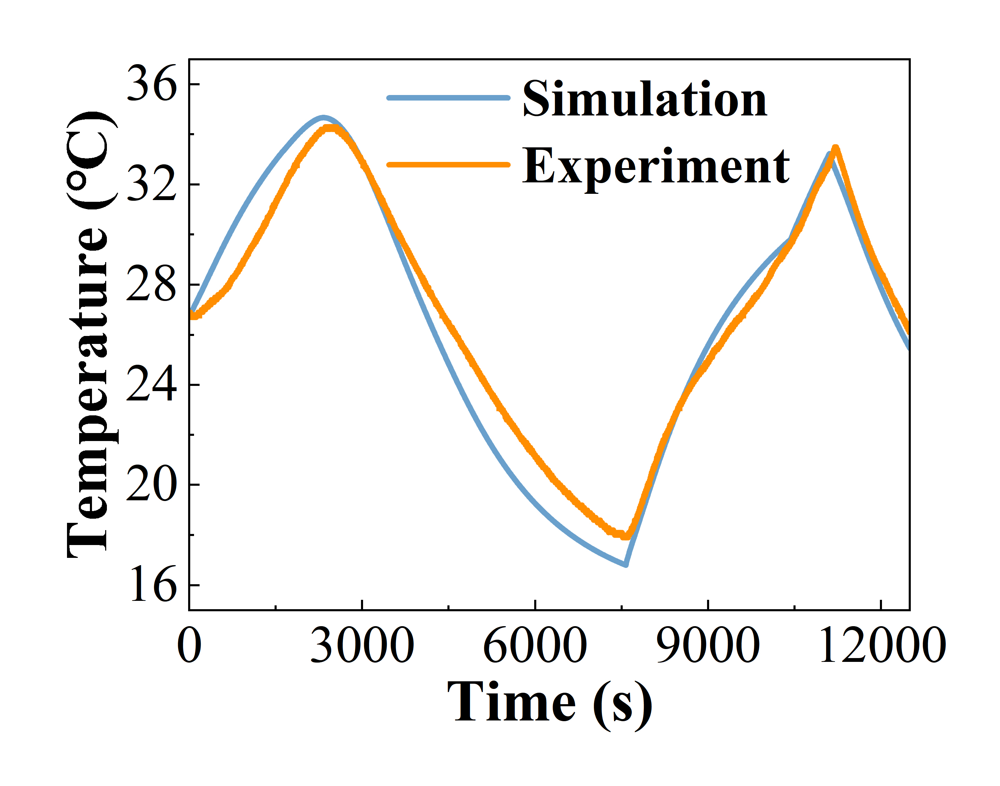 Temperature (°C)
36
32
28
24
20
16
Simulation
Experiment
0 3000 6000 9000 12000
Time (s)